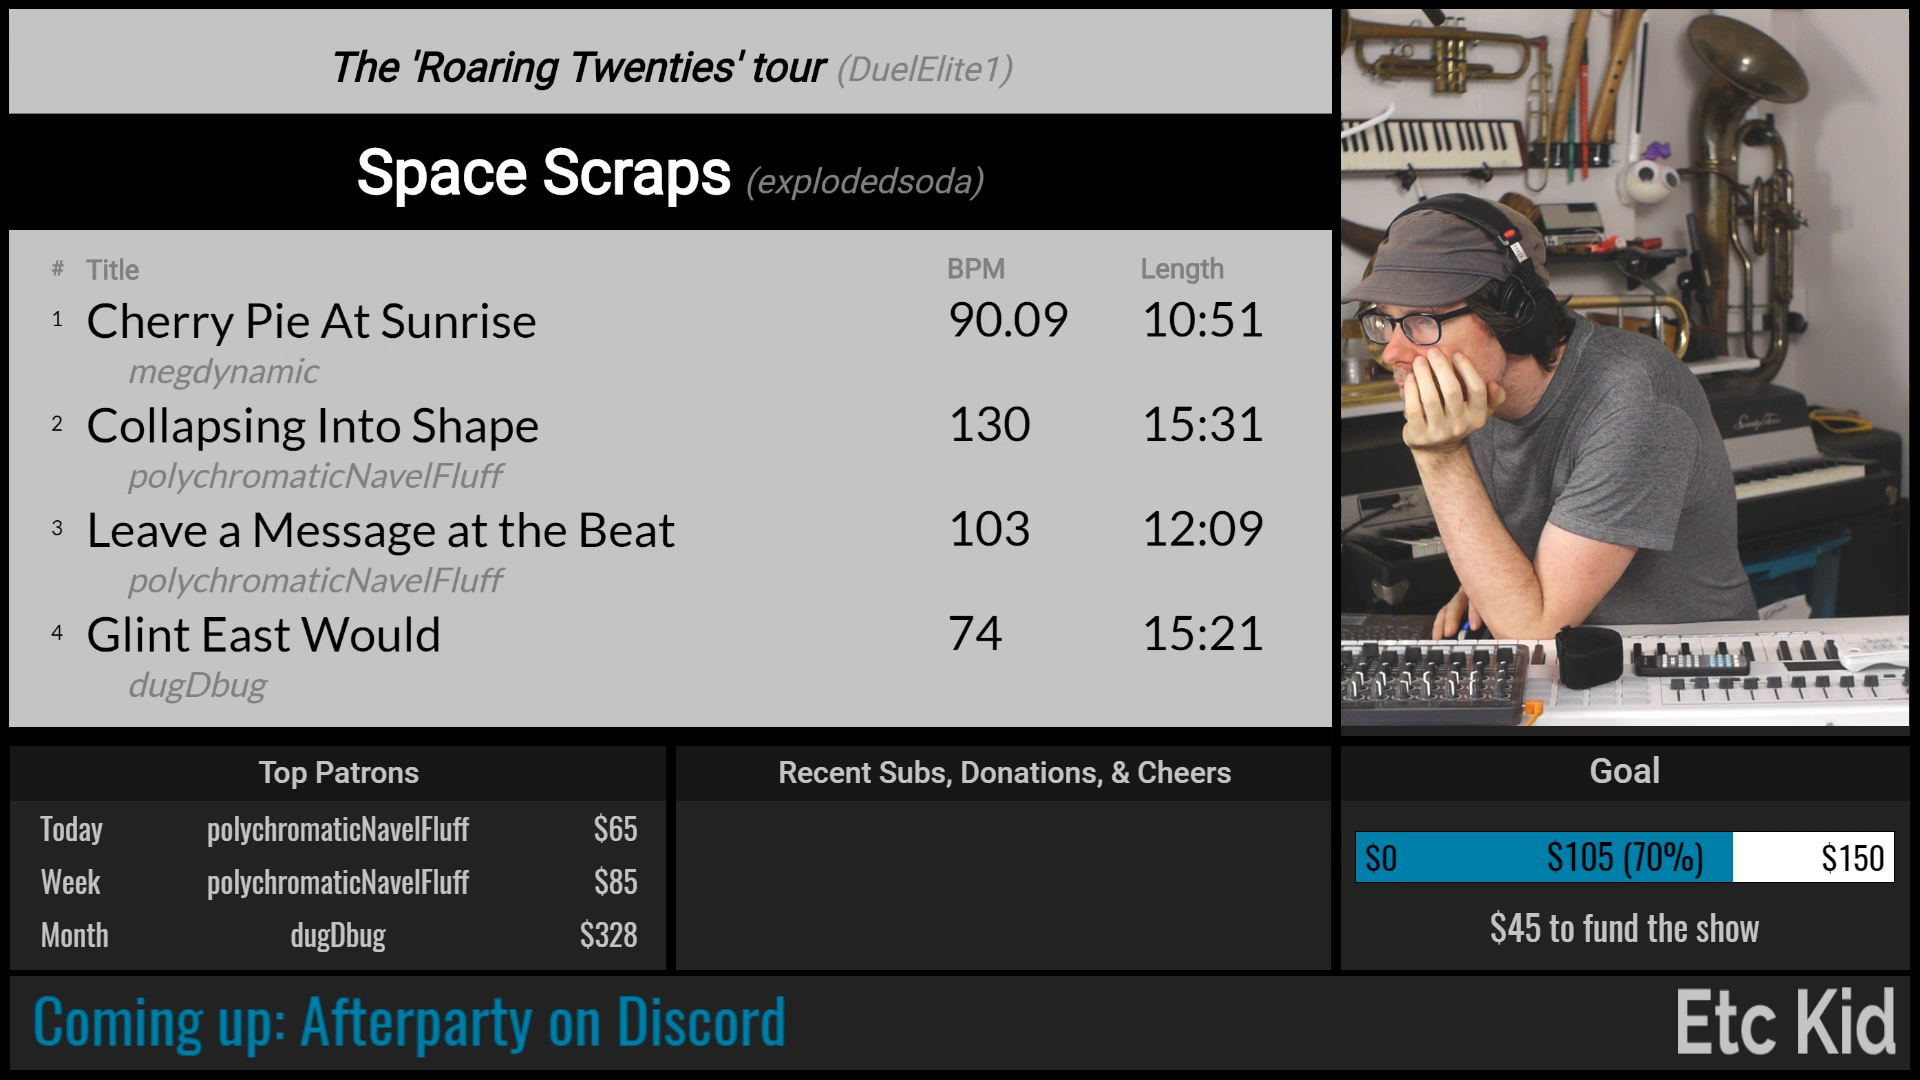 The 'Roaring Twenties' tour (DuelElite1)
Space Scraps (explodedsoda)
# Title BPM Length
1 Cherry Pie At Sunrise 90.09 10:51
megdynamic
2 Collapsing Into Shape 130 15:31
polychromaticNavelFluff
3 Leave a Message at the Beat 103 12:09
polychromaticNavelFluff
4 Glint East Would 74 15:21
dugDbug
Top Patrons
Today polychromaticNavelFluff $65
Week polychromaticNavelFluff $85
Month dugDbug $328
Recent Subs, Donations, & Cheers
Goal
$0 $105 (70%) $150
$45 to fund the show
Coming up: Afterparty on Discord
Etc Kid